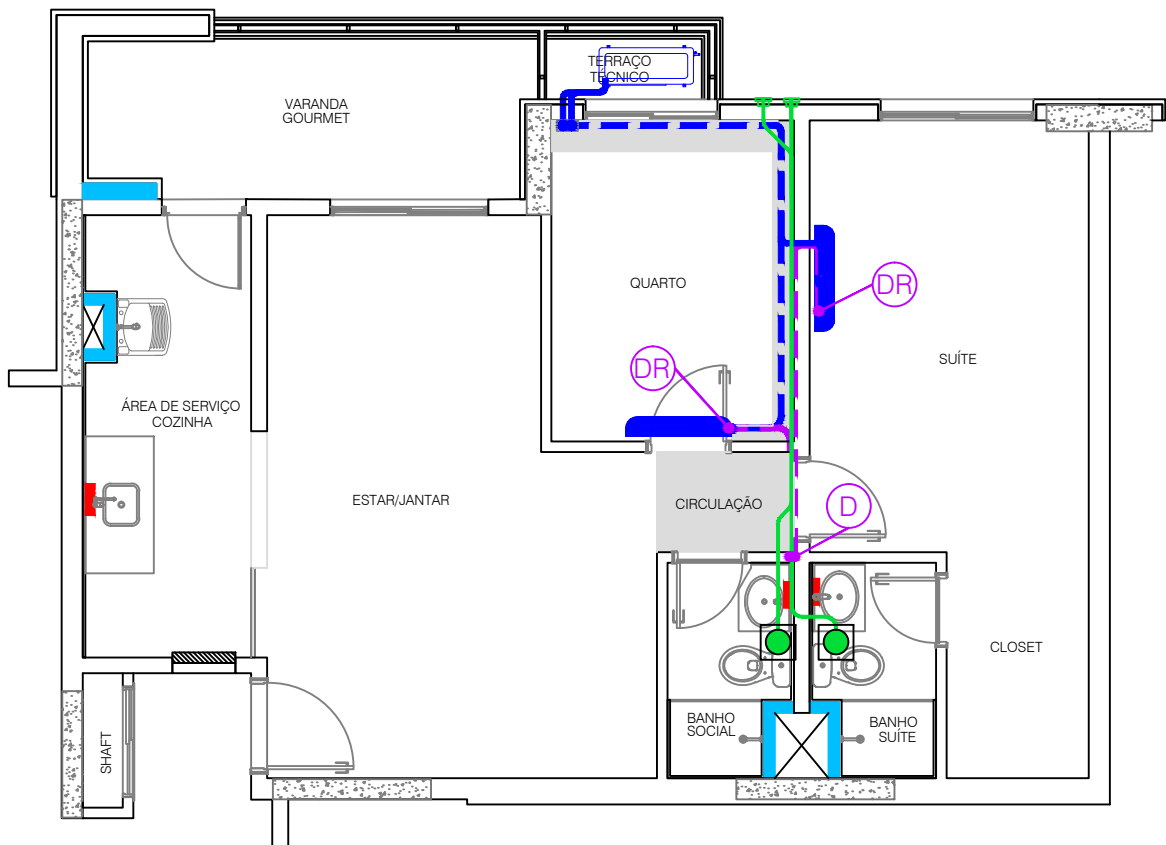 TERRAÇO
TECNICO
VARANDA
GOURMET
QUARTO
DR
SUÍTE
DR
ÁREA DE SERVIÇO
COZINHA
ESTAR/JANTAR
CIRCULAÇÃO
D
CLOSET
BANHO
SOCIAL
BANHO
SUÍTE
SHAFT